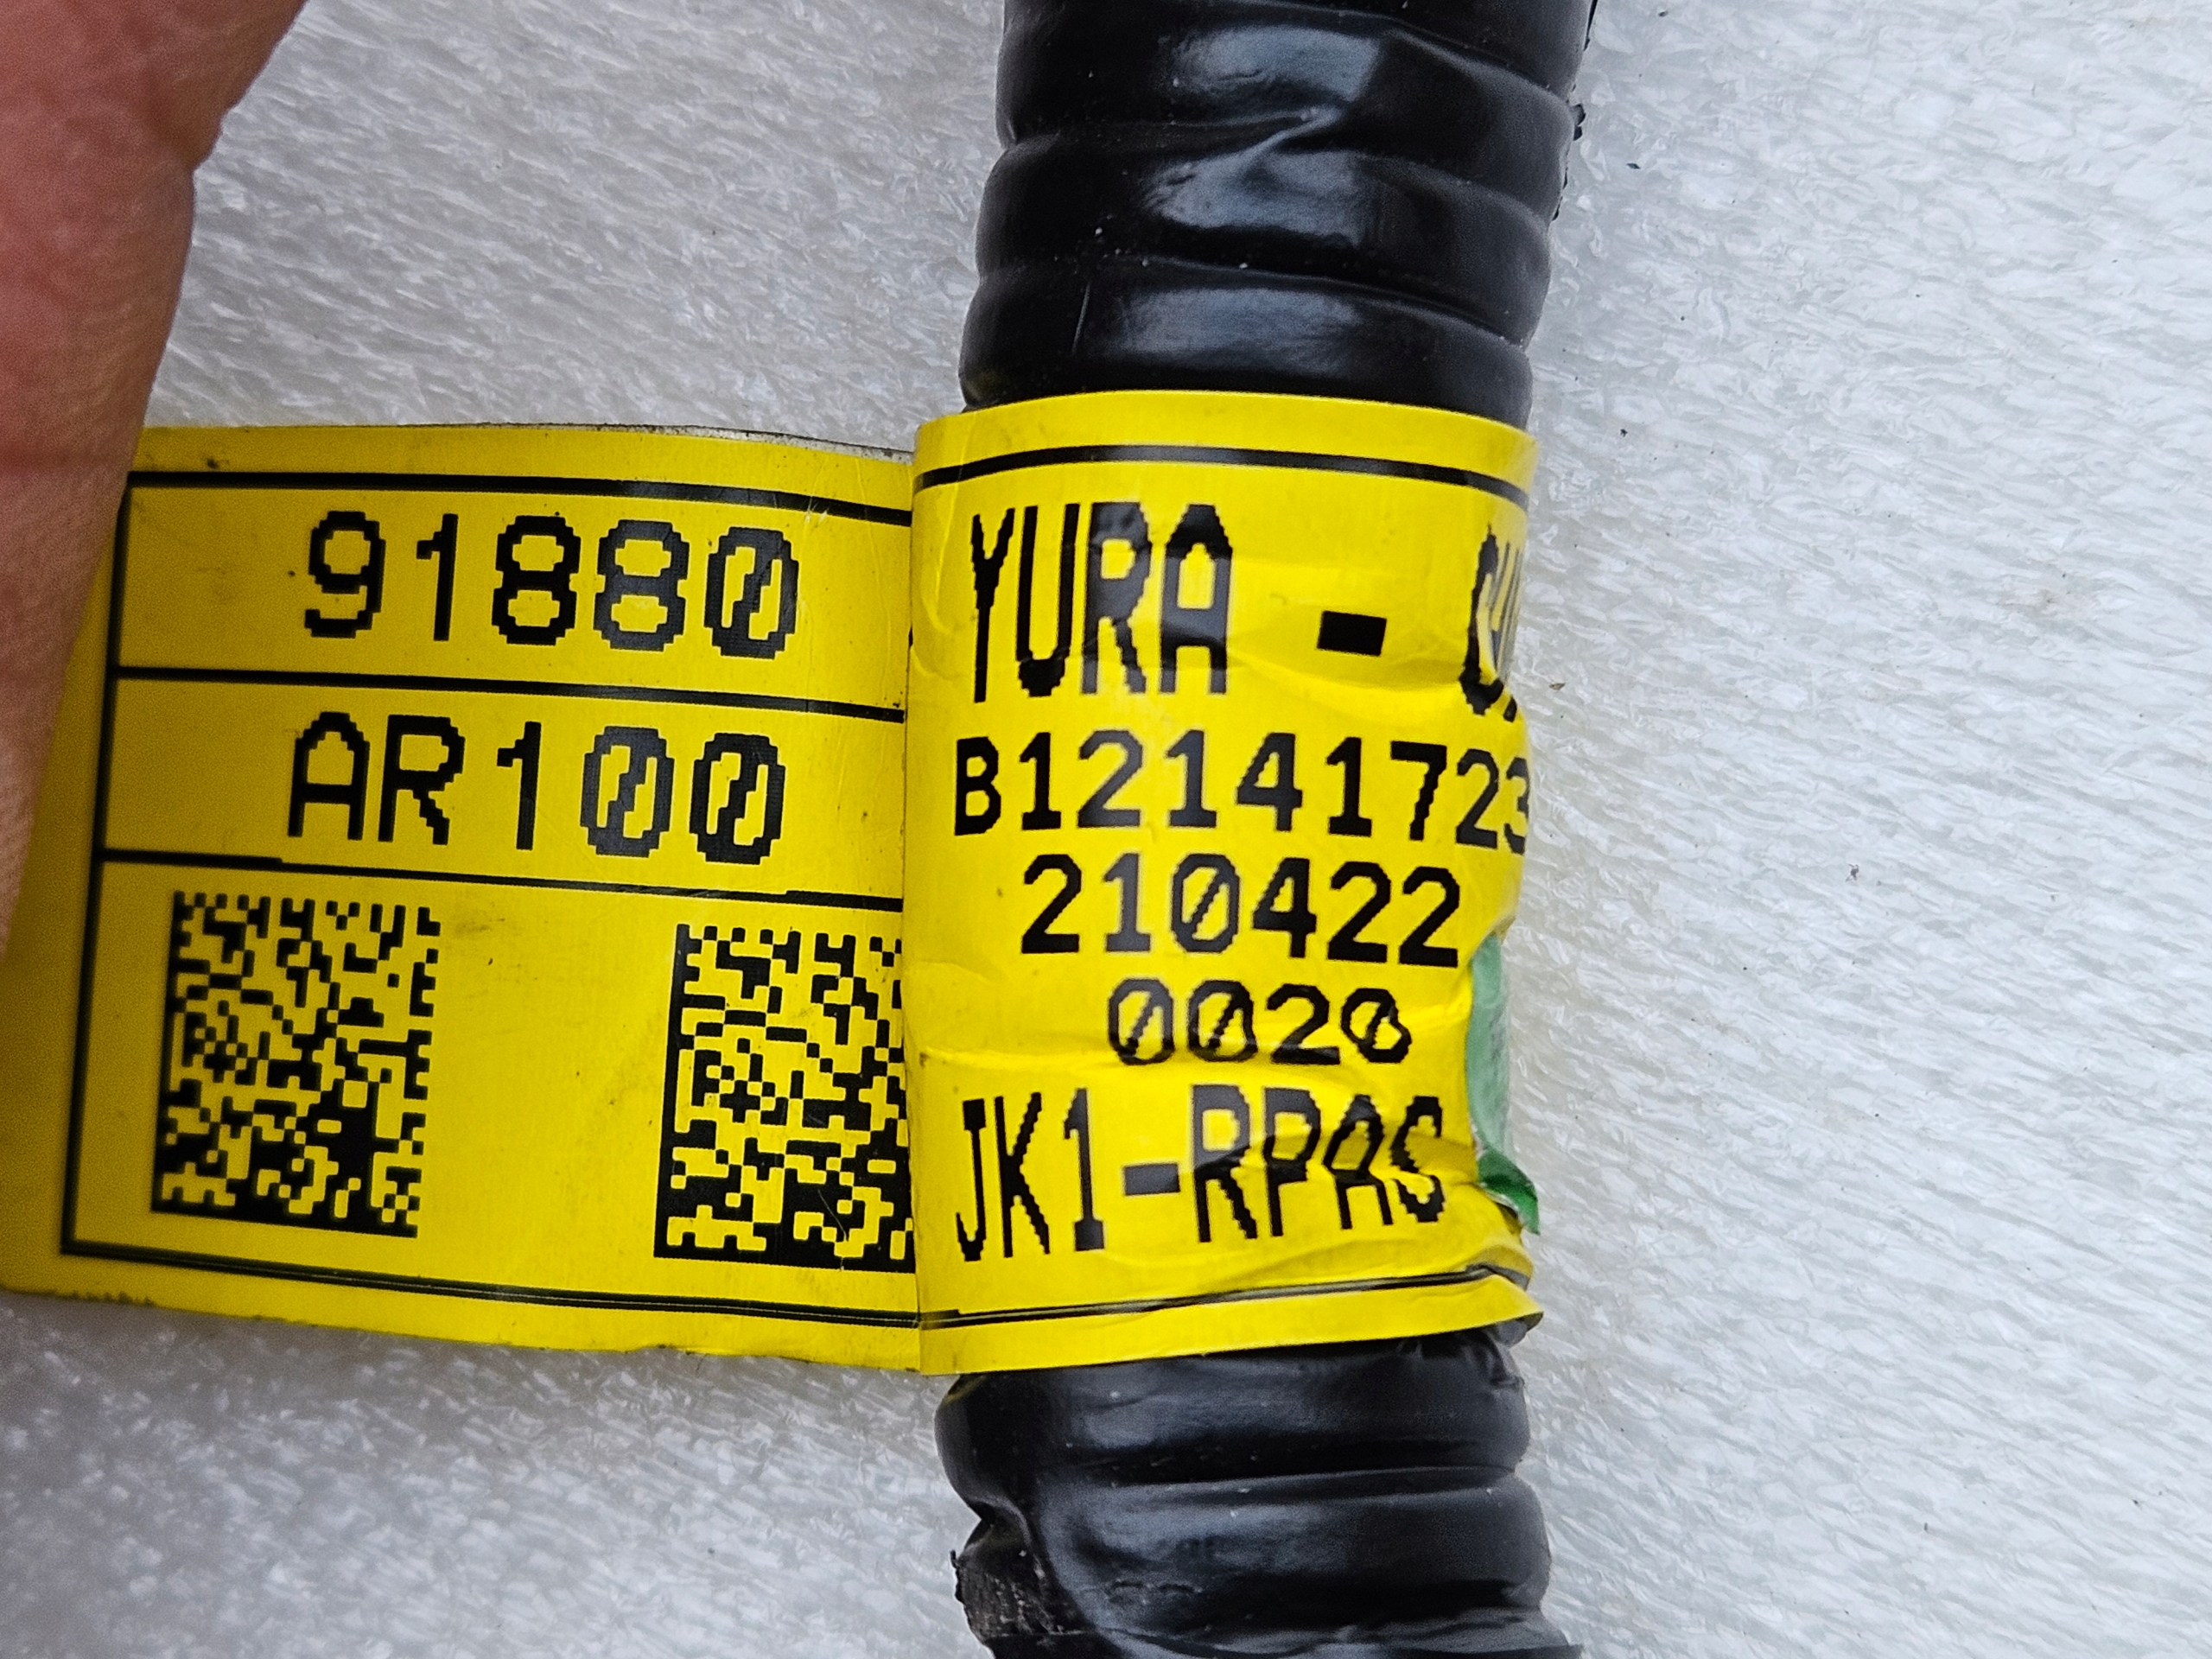 91880
AR100
YURA -
B12141723
210422
0020
JK1-RPAS